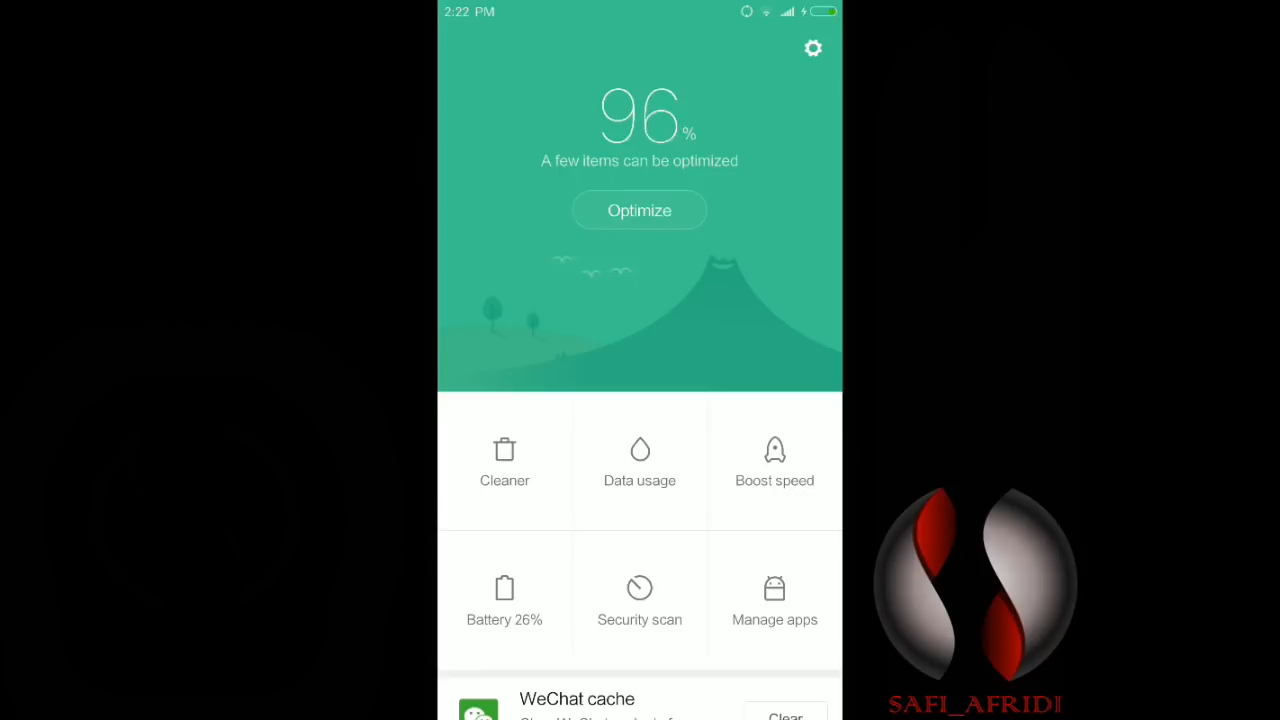 2:22 PM
96%
A few items can be optimized
Optimize
Cleaner
Data usage
Boost speed
Battery 26%
Security scan
Manage apps
WeChat cache
Clear
SAFI_AFRIDI